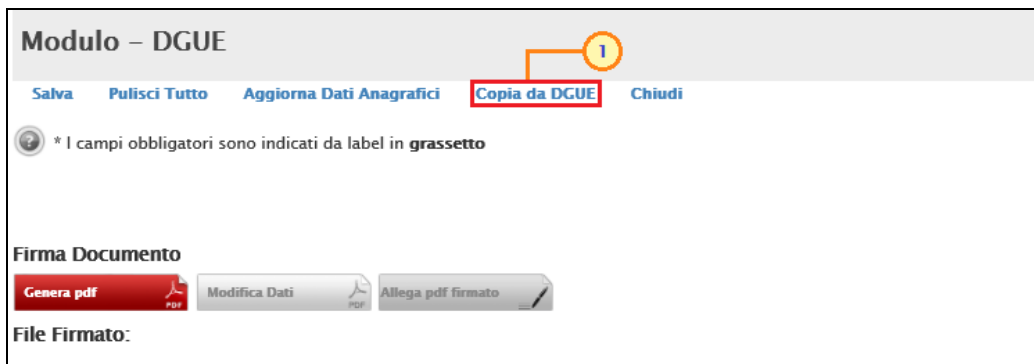 Modulo – DGUE
1
Salva Pulisci Tutto Aggiorna Dati Anagrafici Copia da DGUE Chiudi
? * I campi obbligatori sono indicati da label in grassetto
Firma Documento
Genera pdf PDF Modifica Dati PDF Allega pdf firmato
File Firmato: